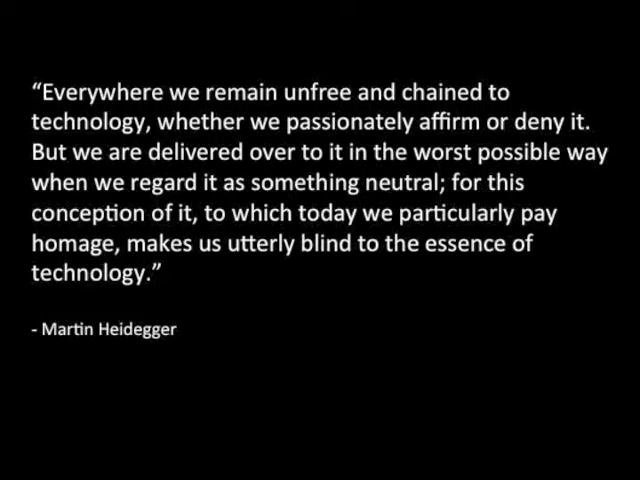 “Everywhere we remain unfree and chained to
technology, whether we passionately affirm or deny it.
But we are delivered over to it in the worst possible way
when we regard it as something neutral; for this
conception of it, to which today we particularly pay
homage, makes us utterly blind to the essence of
technology.”
- Martin Heidegger